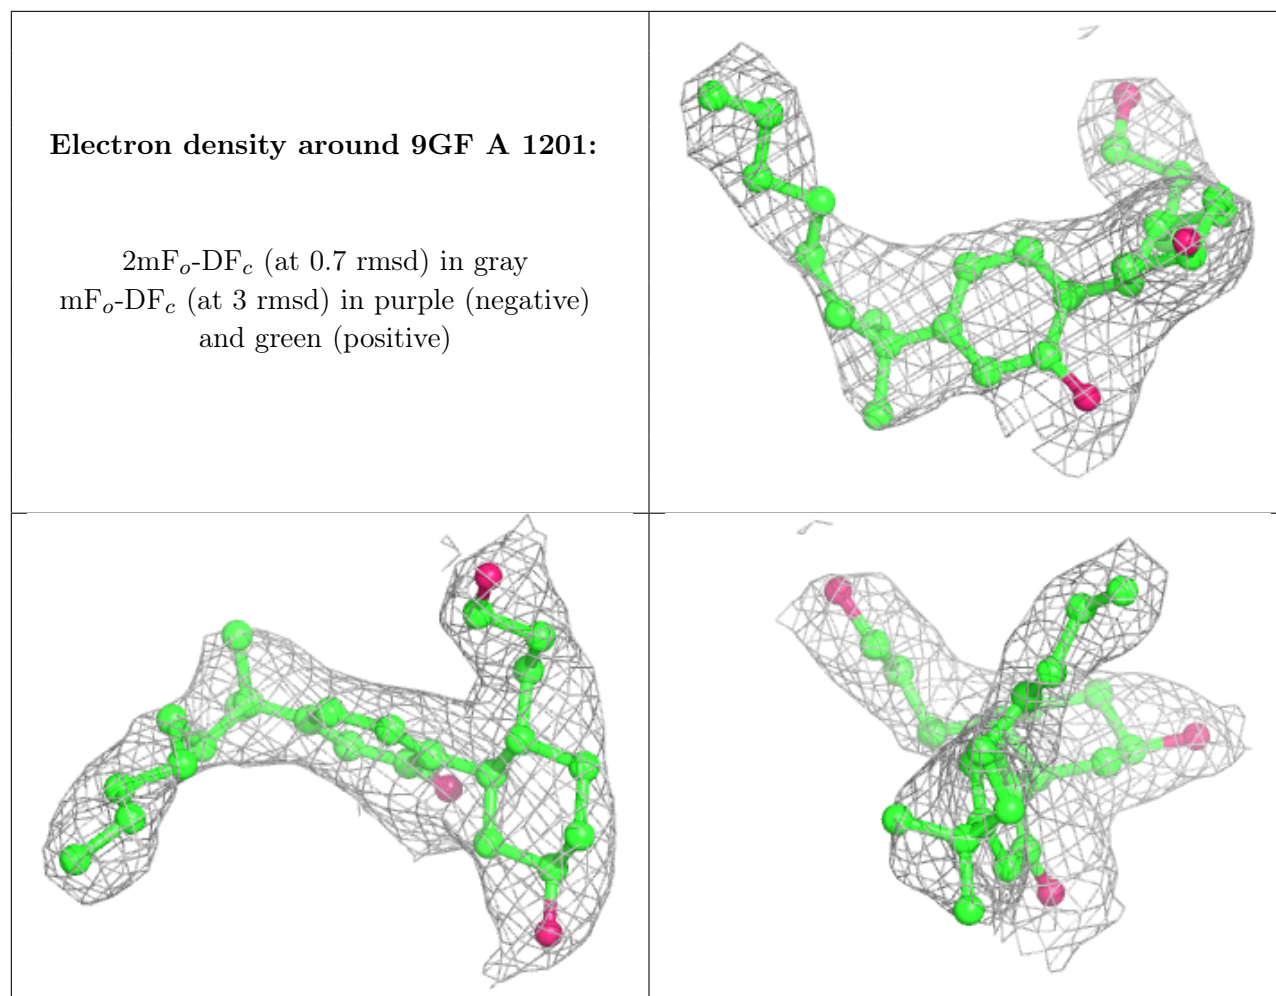 Electron density around 9GF A 1201:
2mFo-DFc (at 0.7 rmsd) in gray
mFo-DFc (at 3 rmsd) in purple (negative)
and green (positive)